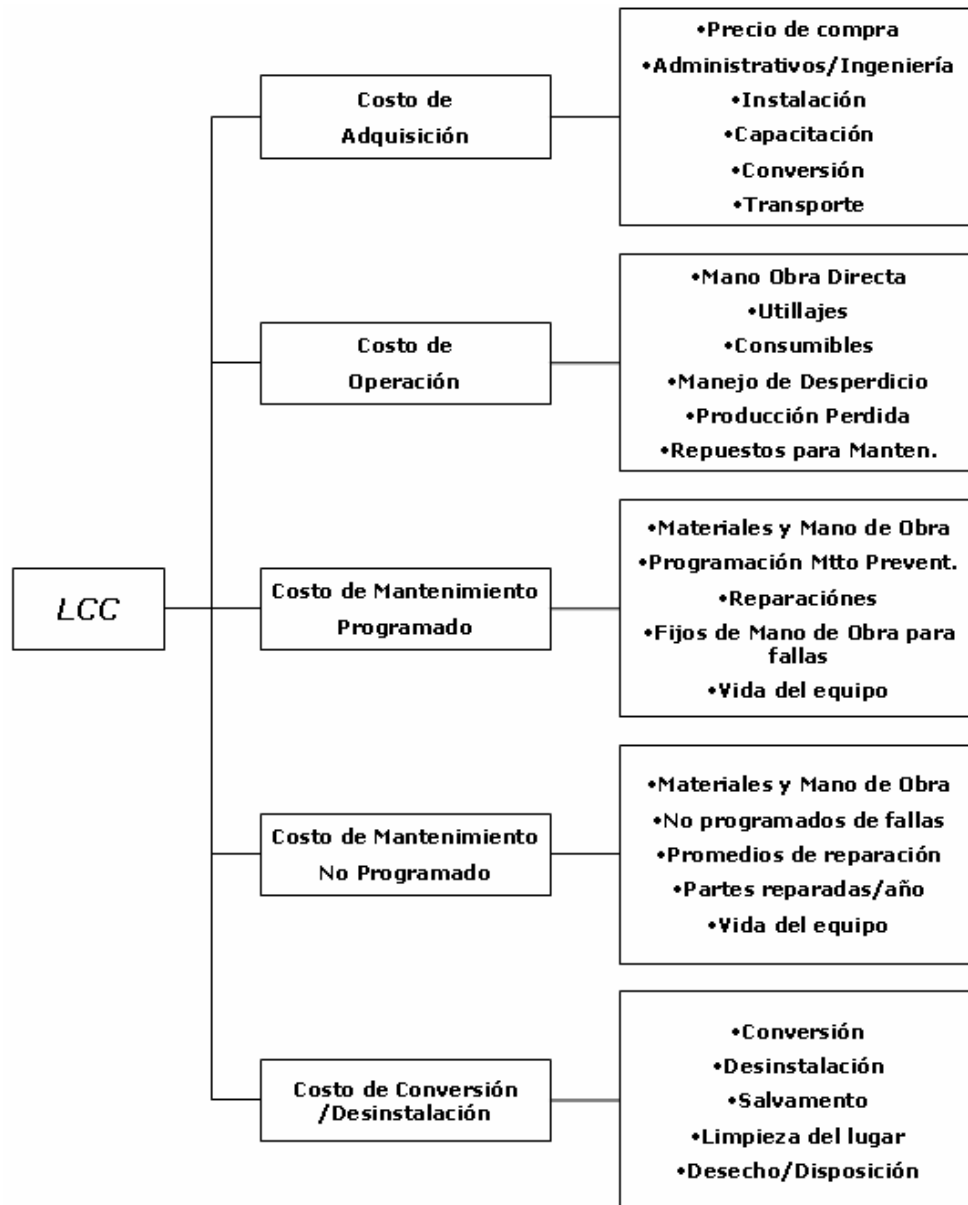 LCC
Costo de
Adquisición
•Precio de compra
•Administrativos/Ingeniería
•Instalación
•Capacitación
•Conversión
•Transporte
Costo de
Operación
•Mano Obra Directa
•Utillajes
•Consumibles
•Manejo de Desperdicio
•Producción Perdida
•Repuestos para Manten.
Costo de Mantenimiento
Programado
•Materiales y Mano de Obra
•Programación Mtto Prevent.
•Reparaciónes
•Fijos de Mano de Obra para
fallas
•Vida del equipo
Costo de Mantenimiento
No Programado
•Materiales y Mano de Obra
•No programados de fallas
•Promedios de reparación
•Partes reparadas/año
•Vida del equipo
Costo de Conversión
/Desinstalación
•Conversión
•Desinstalación
•Salvamento
•Limpieza del lugar
•Desecho/Disposición